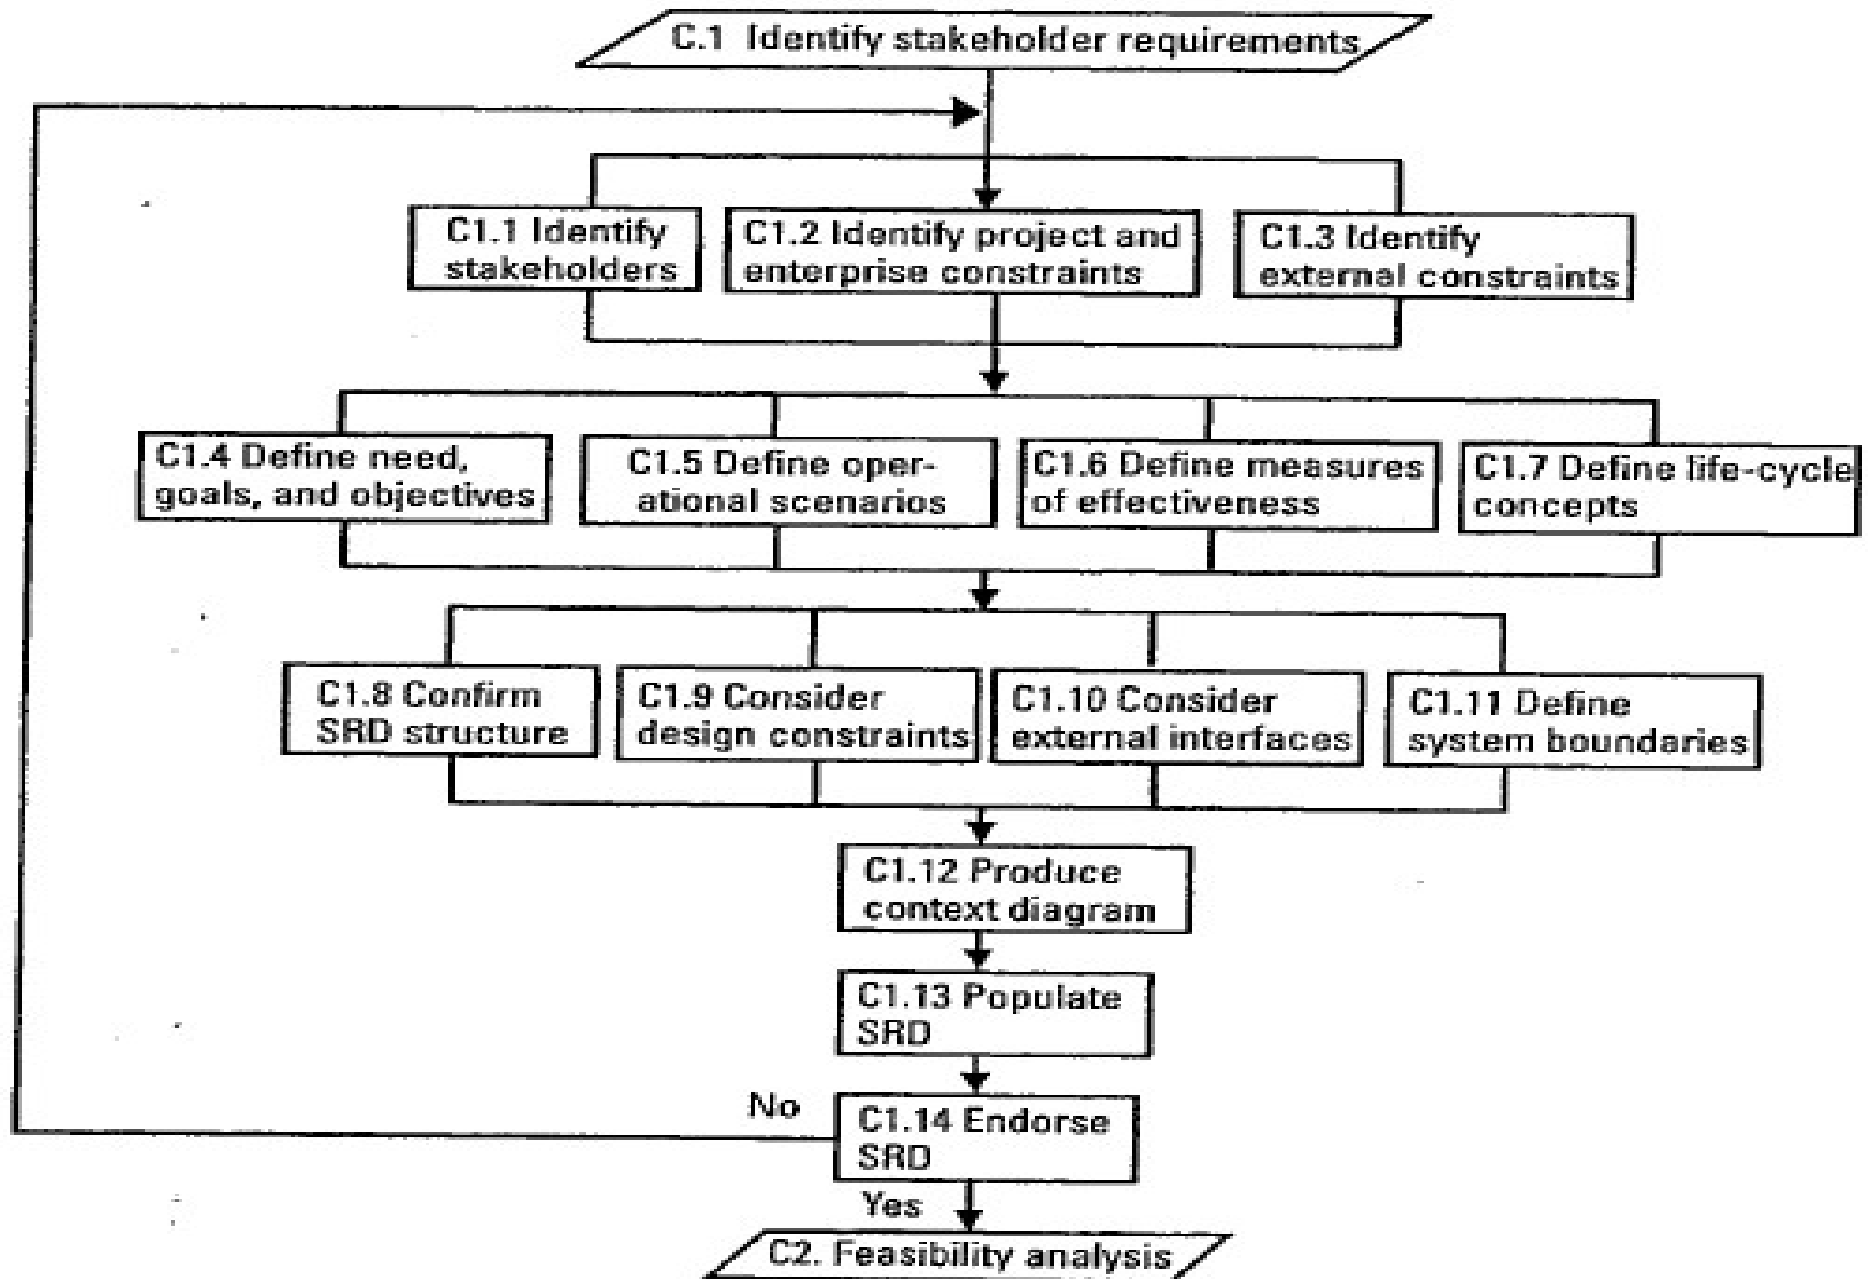 C.1 Identify stakeholder requirements
C1.1 Identify
stakeholders
C1.2 Identify project and
enterprise constraints
C1.3 Identify
external constraints
C1.4 Define need,
goals, and objectives
C1.5 Define oper-
ational scenarios
C1.6 Define measures
of effectiveness
C1.7 Define life-cycle
concepts
C1.8 Confirm
SRD structure
C1.9 Consider
design constraints
C1.10 Consider
external interfaces
C1.11 Define
system boundaries
C1.12 Produce
context diagram
C1.13 Populate
SRD
No
C1.14 Endorse
SRD
Yes
C2. Feasibility analysis